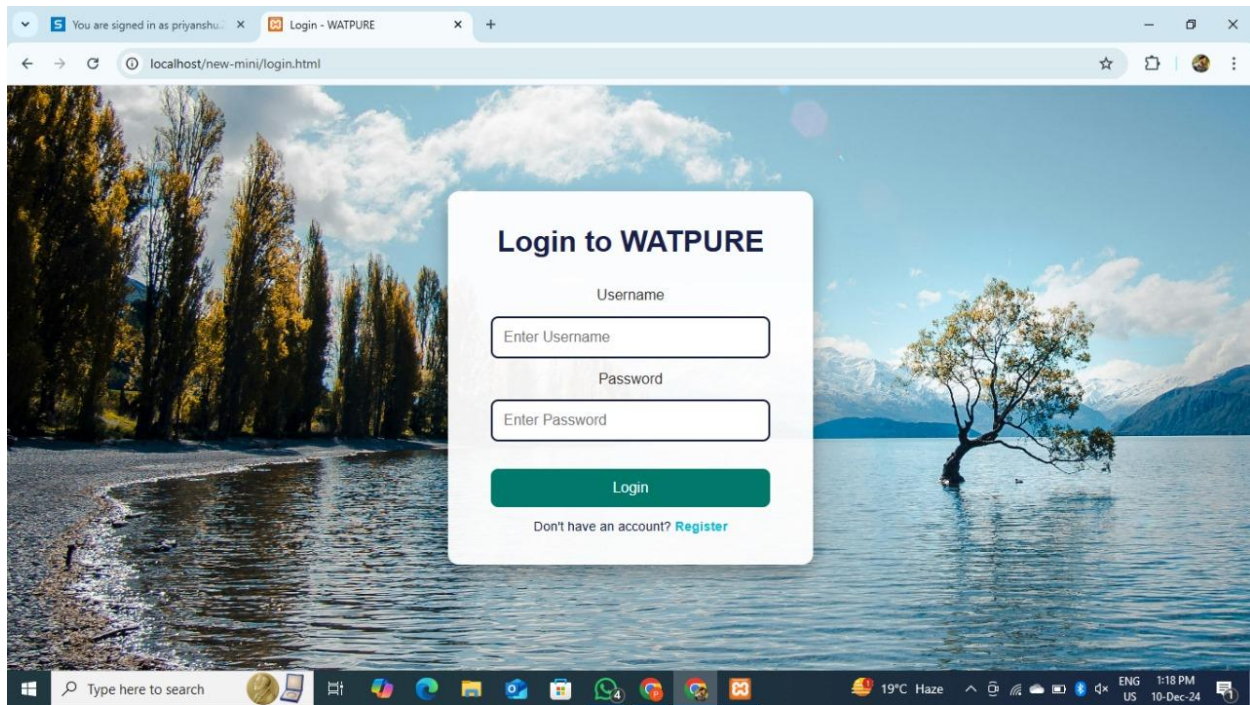 You are signed in as priyanshu.
Login - WATPURE
localhost/new-mini/login.html
Login to WATPURE
Username
Enter Username
Password
Enter Password
Login
Don't have an account? Register
Type here to search
4
19°C Haze
ENG
US
1:18 PM
10-Dec-24
1